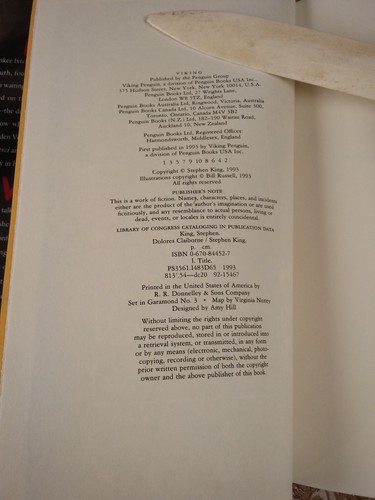 VIKING
Published by the Penguin Group
Viking Penguin, a division of Penguin Books USA Inc.,
375 Hudson Street, New York, New York 10014, U.S.A.
Penguin Books Ltd, 27 Wrights Lane,
London W8 5TZ, England
Penguin Books Australia Ltd, Ringwood, Victoria, Australia
Penguin Books Canada Ltd, 10 Alcorn Avenue, Suite 300,
Toronto, Ontario, Canada M4V 3B2
Penguin Books (N.Z.) Ltd, 182–190 Wairau Road,
Auckland 10, New Zealand
Penguin Books Ltd, Registered Offices:
Harmondsworth, Middlesex, England
First published in 1993 by Viking Penguin,
a division of Penguin Books USA Inc.
1 3 5 7 9 10 8 6 4 2
Copyright © Stephen King, 1993
Illustrations copyright © Bill Russell, 1993
All rights reserved
PUBLISHER'S NOTE
This is a work of fiction. Names, characters, places, and incidents
either are the product of the author's imagination or are used
fictitiously, and any resemblance to actual persons, living or
dead, events, or locales is entirely coincidental.
LIBRARY OF CONGRESS CATALOGING IN PUBLICATION DATA
King, Stephen.
Dolores Claiborne / Stephen King.
p. cm.
ISBN 0-670-84452-7
I. Title.
PS3561.I483D65 1993
813'.54—dc20 92-15467
Printed in the United States of America by
R. R. Donnelley & Sons Company
Set in Garamond No. 3 • Map by Virginia Norey
Designed by Amy Hill
Without limiting the rights under copyright
reserved above, no part of this publication
may be reproduced, stored in or introduced into
a retrieval system, or transmitted, in any form
or by any means (electronic, mechanical, photo-
copying, recording or otherwise), without the
prior written permission of both the copyright
owner and the above publisher of this book.